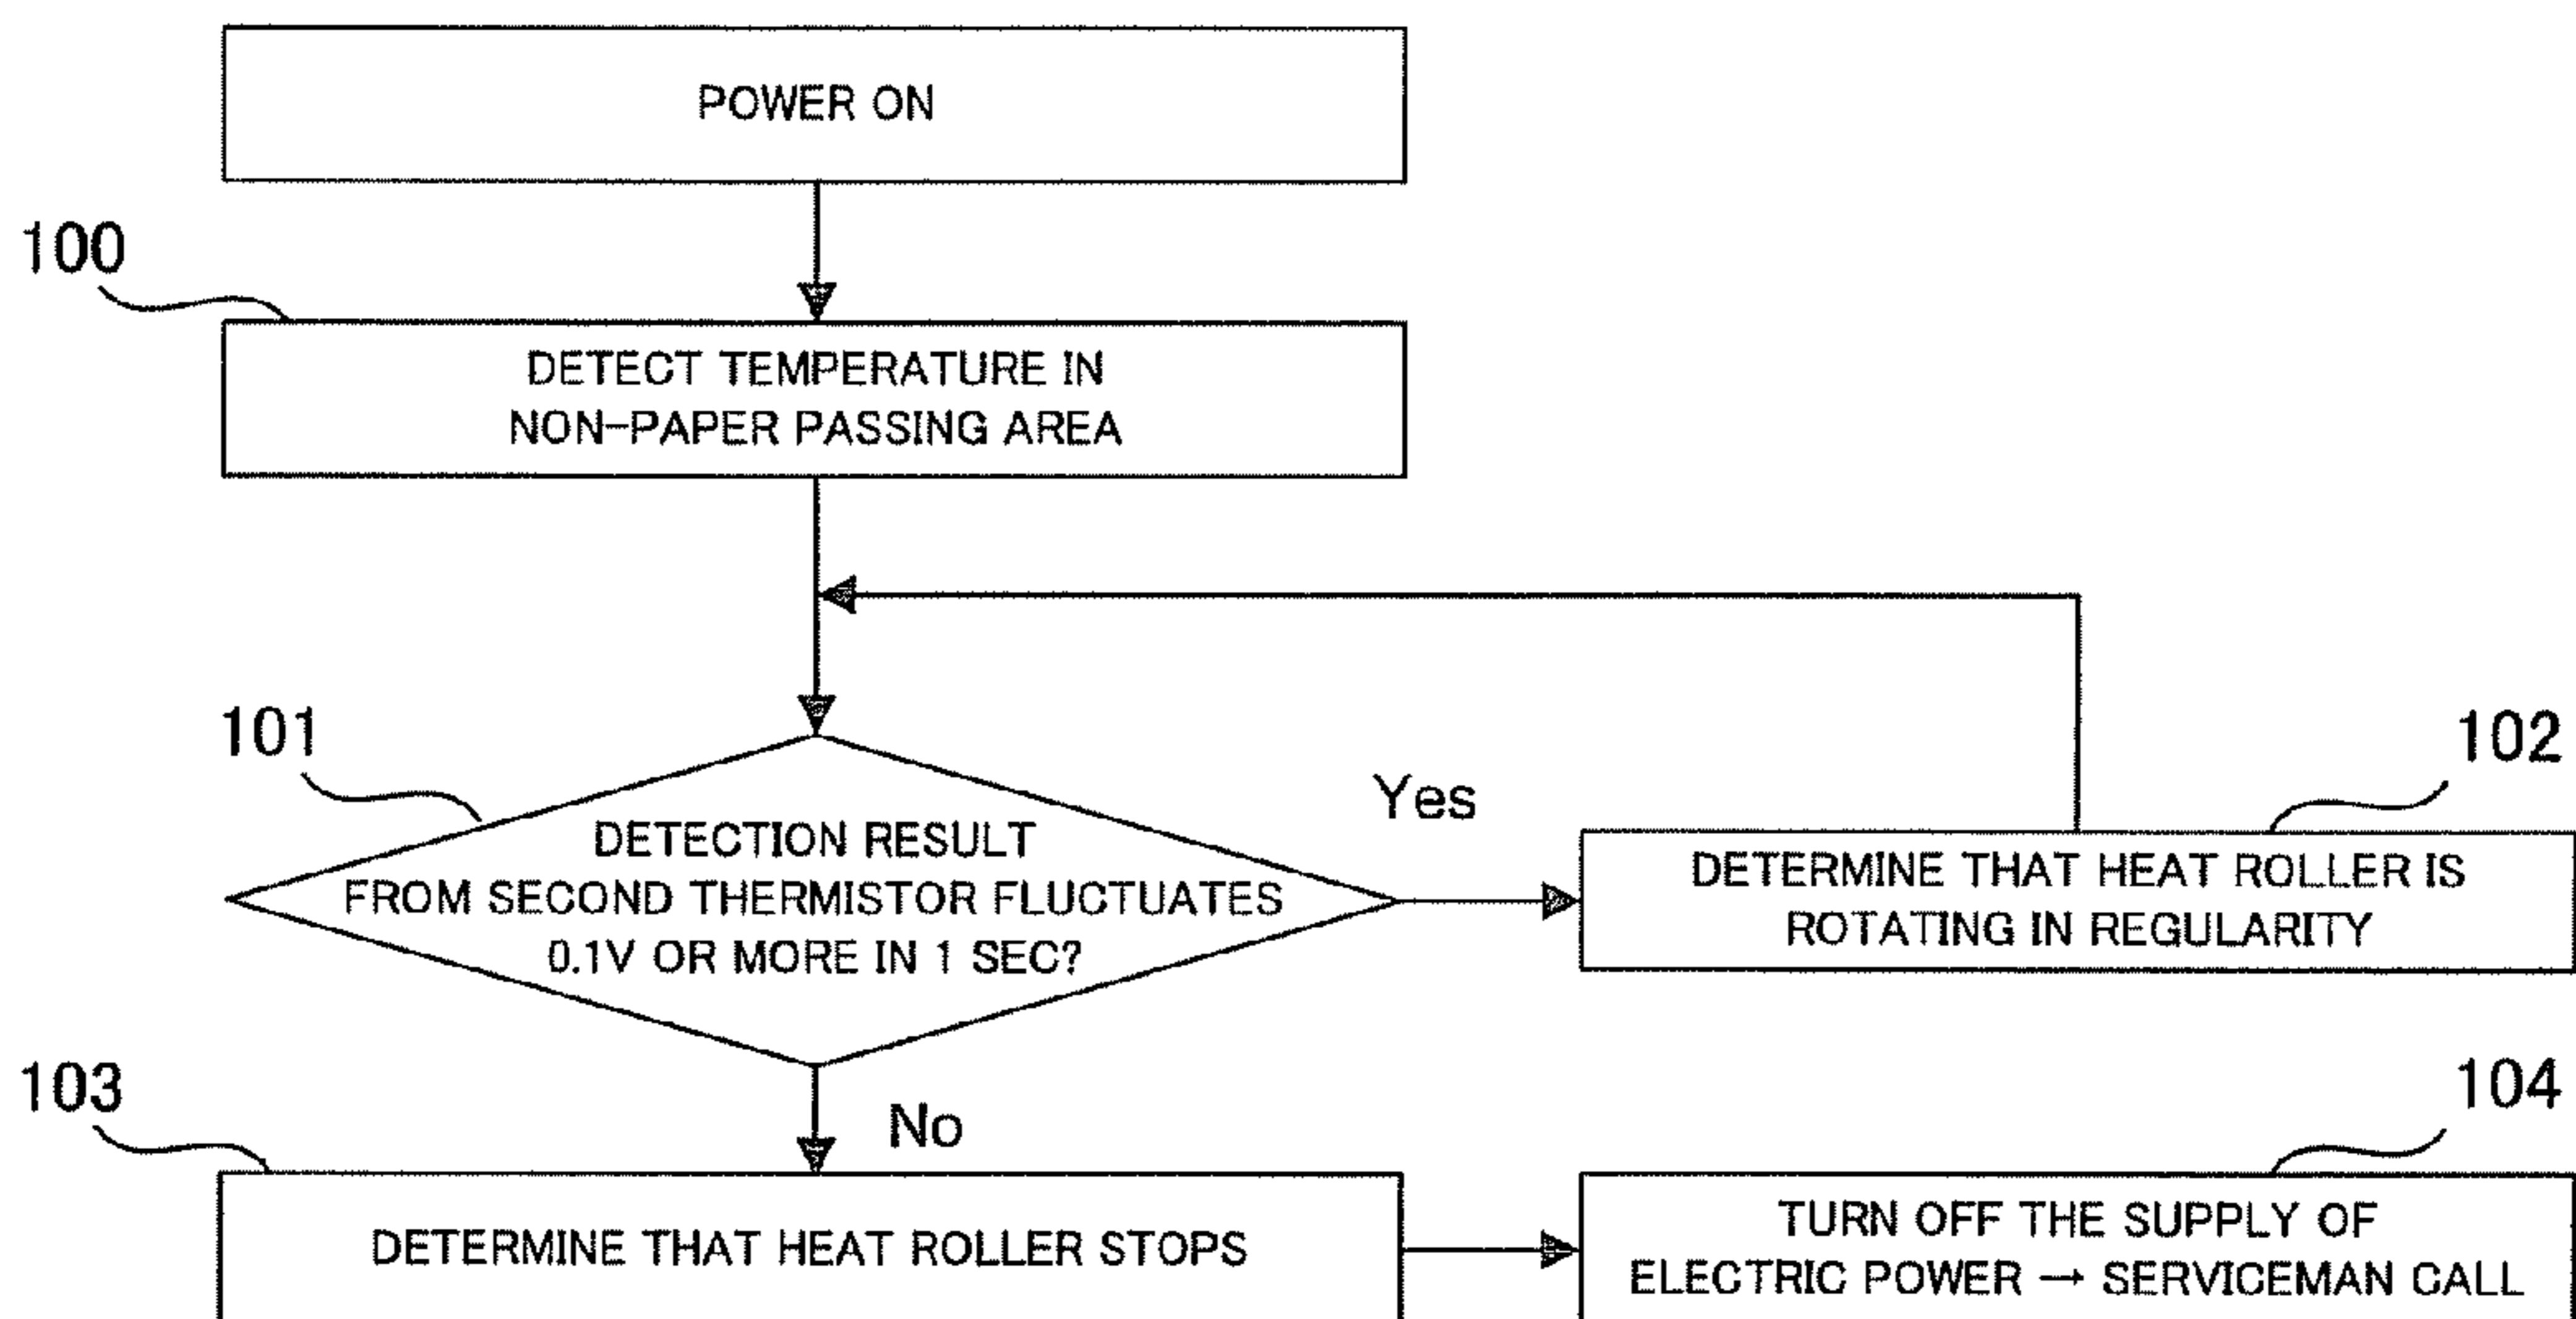 POWER ON
100
DETECT TEMPERATURE IN
NON-PAPER PASSING AREA
101
DETECTION RESULT
FROM SECOND THERMISTOR FLUCTUATES
0.1V OR MORE IN 1 SEC?
Yes
102
DETERMINE THAT HEAT ROLLER IS
ROTATING IN REGULARITY
No
103
DETERMINE THAT HEAT ROLLER STOPS
104
TURN OFF THE SUPPLY OF
ELECTRIC POWER → SERVICEMAN CALL